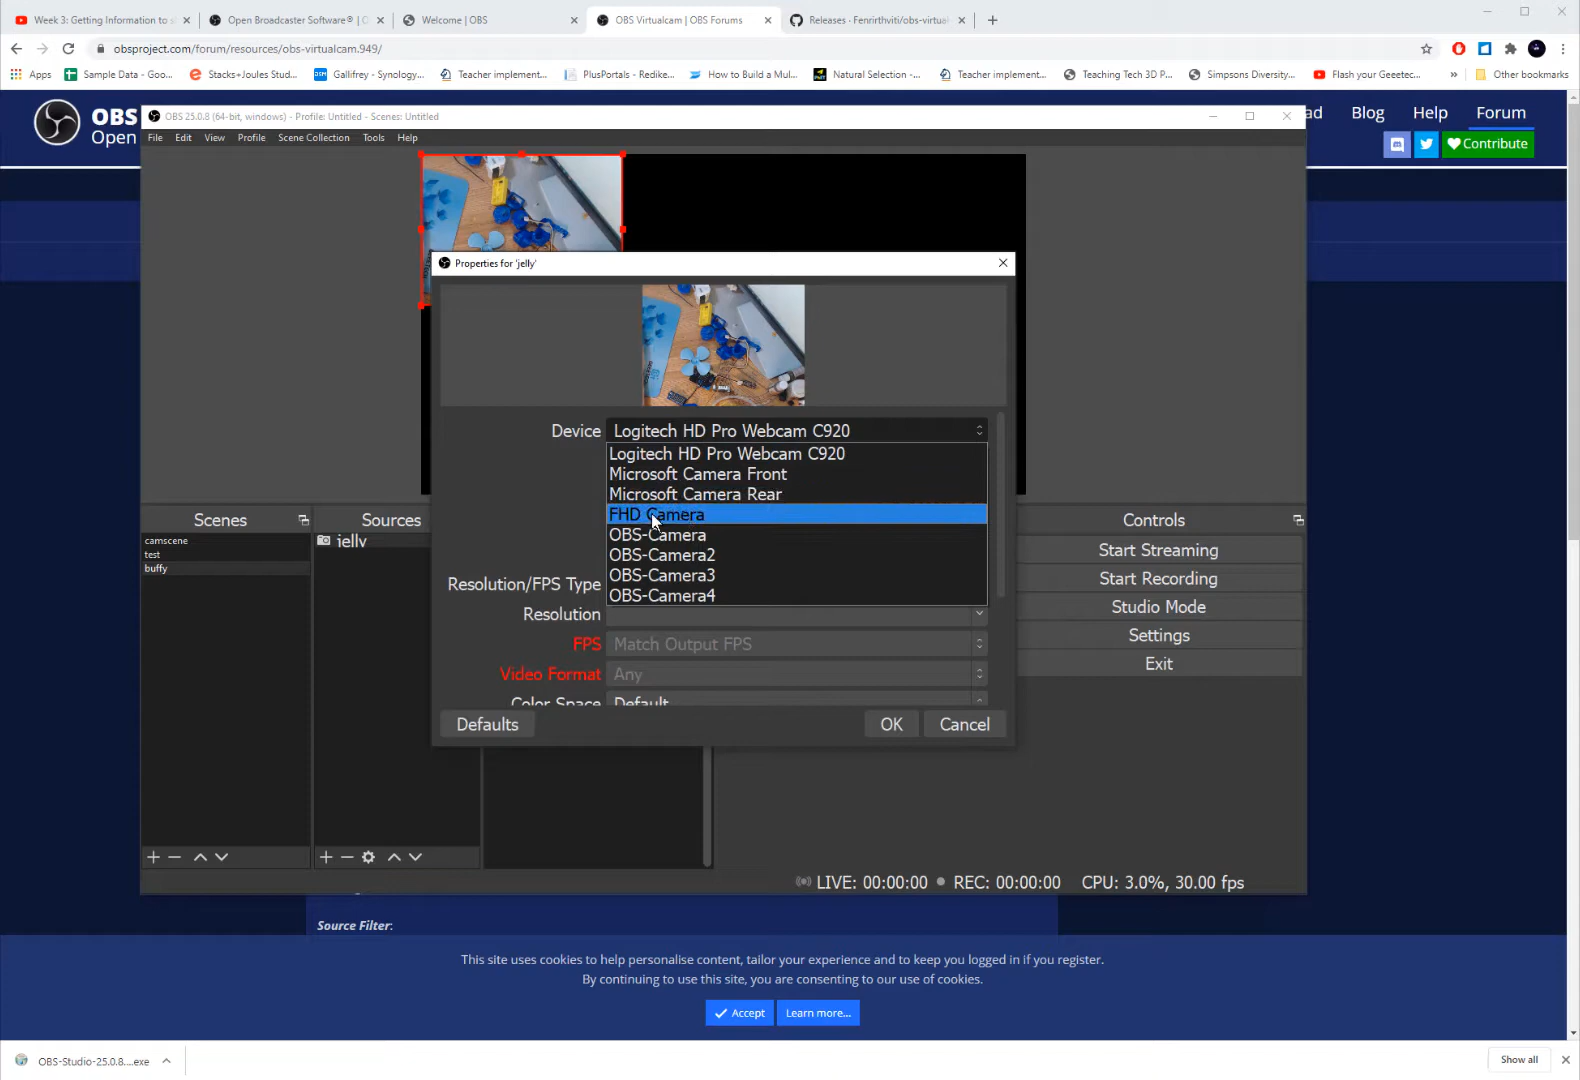 Week 3: Getting Information to s
Open Broadcaster Software® | O
Welcome | OBS
OBS Virtualcam | OBS Forums
Releases · Fenrirthviti/obs-virtual
obsproject.com/forum/resources/obs-virtualcam.949/
Apps
Sample Data - Goo...
Stacks+Joules Stud...
Gallifrey - Synology...
Teacher implement...
PlusPortals - Redike...
How to Build a Mul...
Natural Selection -...
Teacher implement...
Teaching Tech 3D P...
Simpsons Diversity,...
Flash your Geeetec...
»
Other bookmarks
OBS
Open
ad
Blog
Help
Forum
Contribute
OBS 25.0.8 (64-bit, windows) - Profile: Untitled - Scenes: Untitled
File Edit View Profile Scene Collection Tools Help
Properties for 'jelly'
Device
Logitech HD Pro Webcam C920
Logitech HD Pro Webcam C920
Microsoft Camera Front
Microsoft Camera Rear
FHD Camera
OBS-Camera
OBS-Camera2
OBS-Camera3
OBS-Camera4
Resolution/FPS Type
Resolution
FPS
Match Output FPS
Video Format
Any
Color Space
Default
Defaults
OK
Cancel
Scenes
camscene
test
buffy
Sources
jelly
Controls
Start Streaming
Start Recording
Studio Mode
Settings
Exit
LIVE: 00:00:00
REC: 00:00:00
CPU: 3.0%, 30.00 fps
Source Filter:
This site uses cookies to help personalise content, tailor your experience and to keep you logged in if you register.
By continuing to use this site, you are consenting to our use of cookies.
Accept
Learn more...
OBS-Studio-25.0.8....exe
Show all